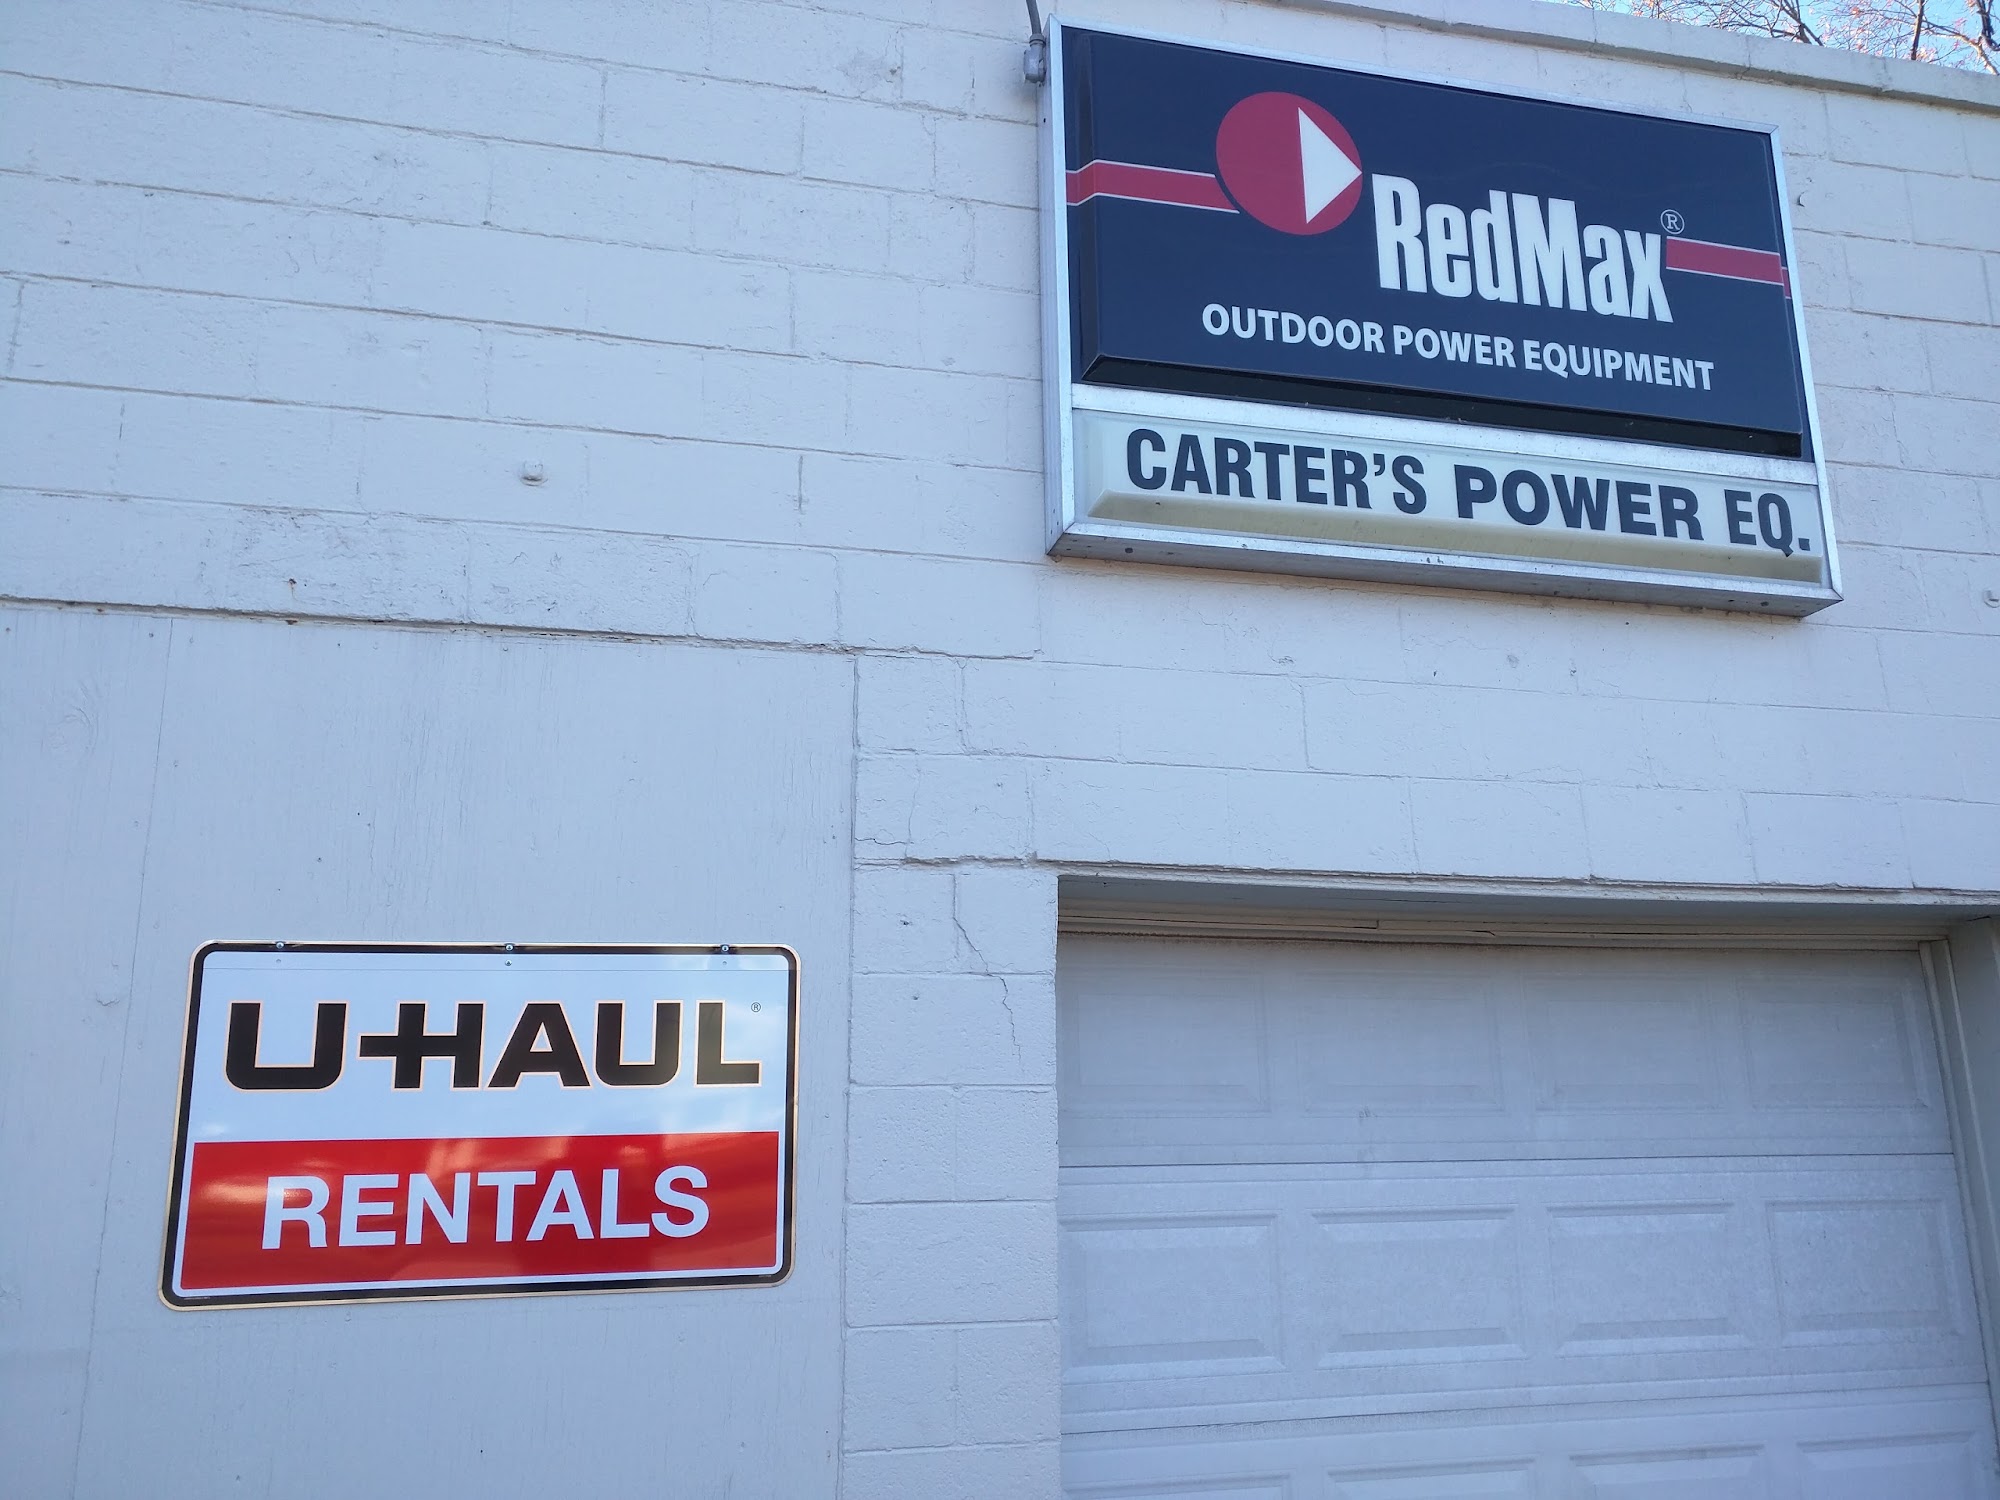 RedMax®
OUTDOOR POWER EQUIPMENT
CARTER'S POWER EQ.
U-HAUL®
RENTALS